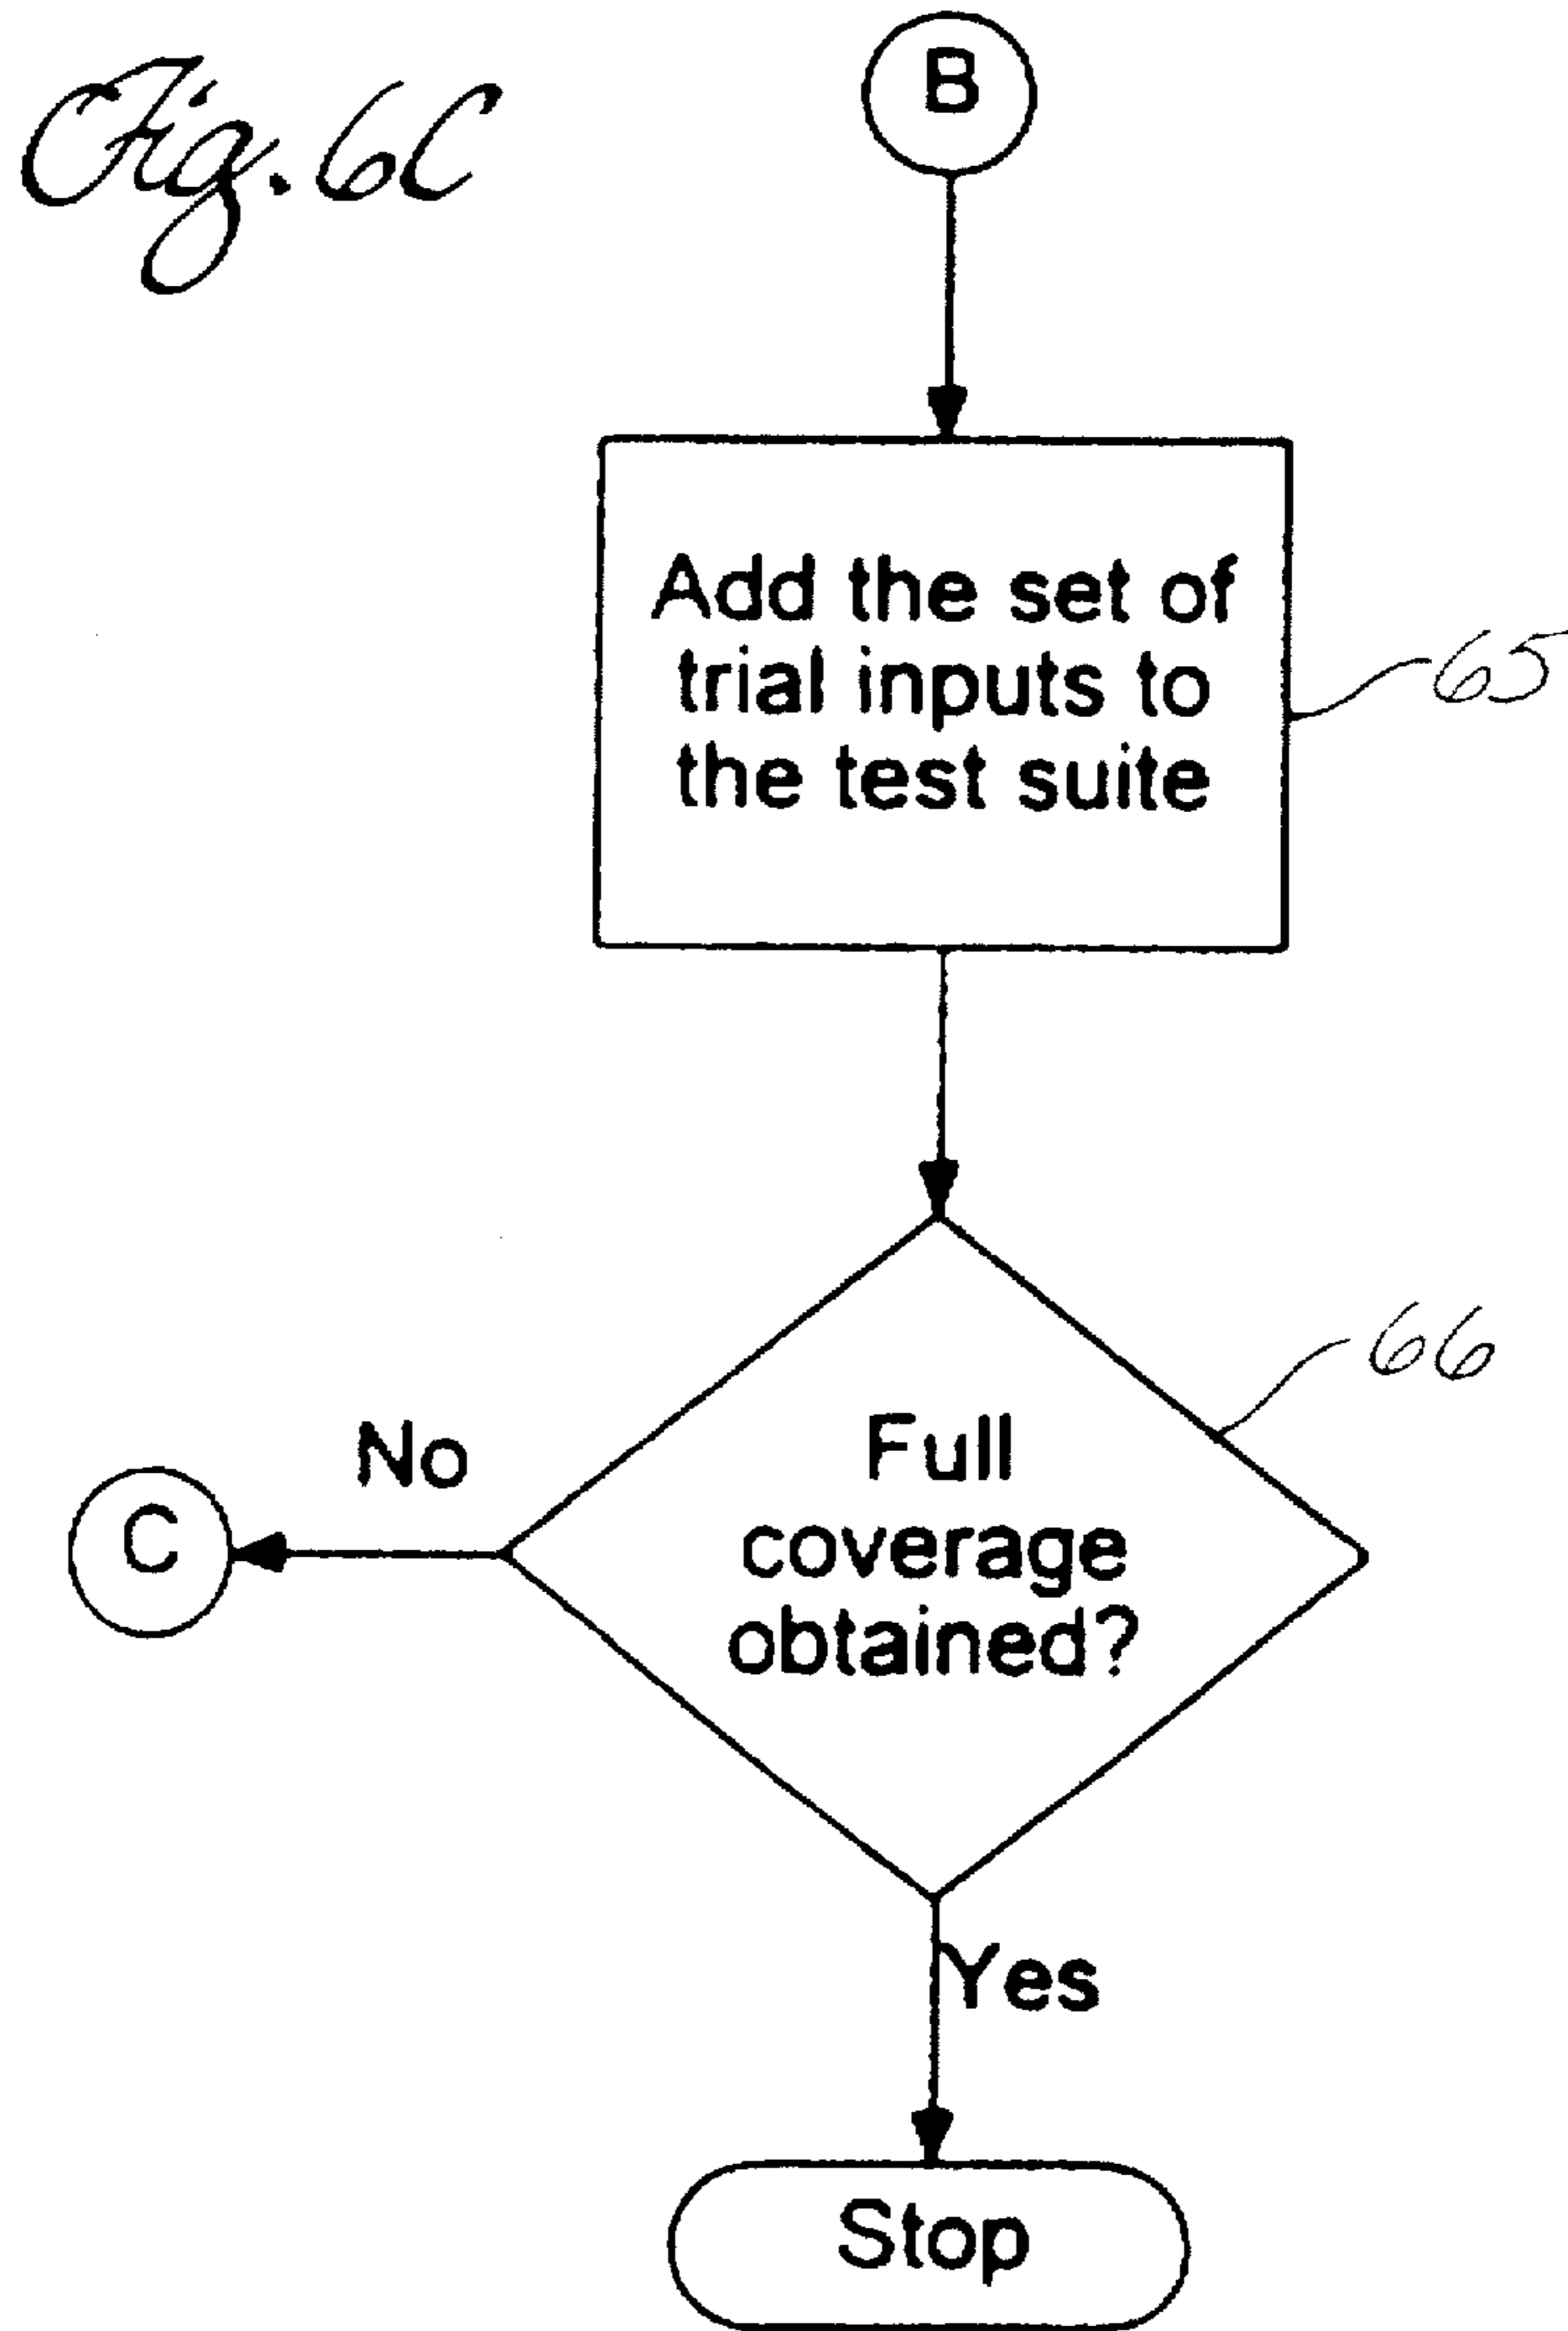 Fig. 6C
B
Add the set of
trial inputs to
the test suite
65
66
Full
coverage
obtained?
No
C
Yes
Stop